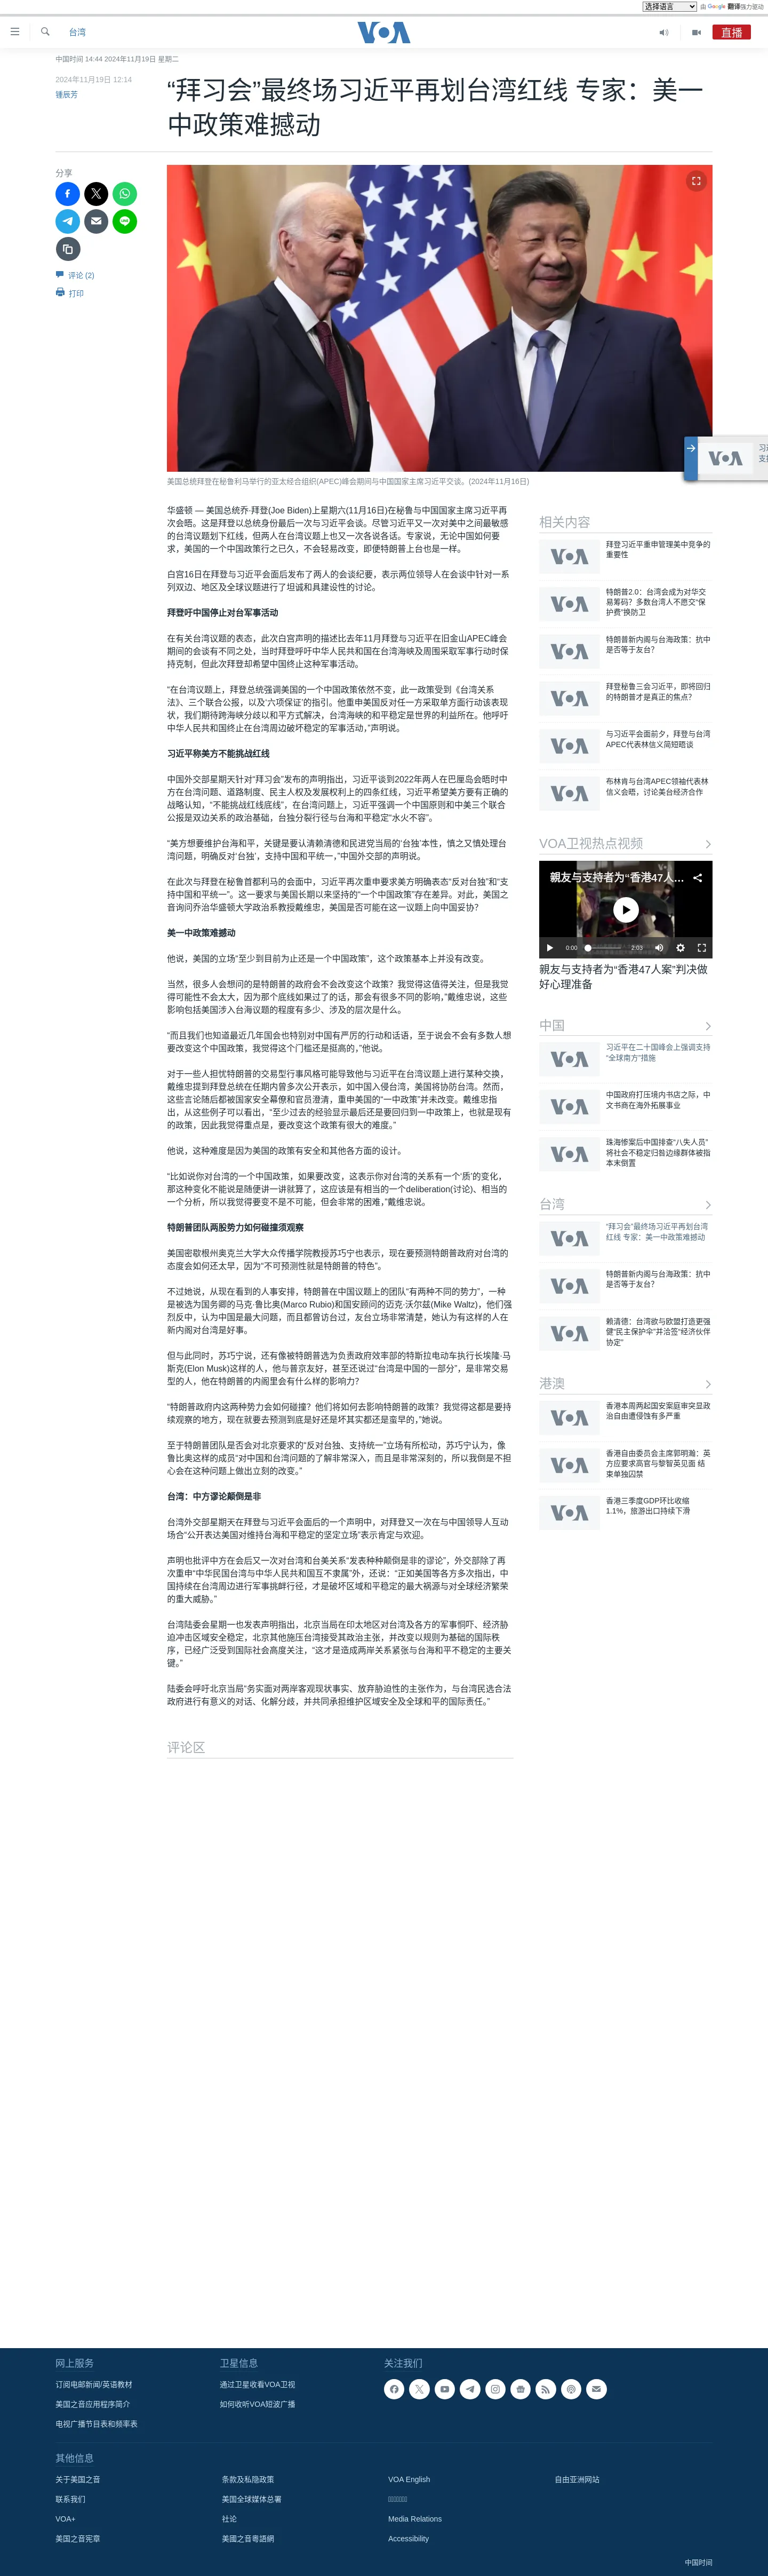 选择语言 由 Google 翻译强力驱动
台湾
VOA
直播
中国时间 14:44 2024年11月19日 星期二
2024年11月19日 12:14
锺辰芳
“拜习会”最终场习近平再划台湾红线 专家：美一
中政策难撼动
分享
评论 (2)
打印
美国总统拜登在秘鲁利马举行的亚太经合组织(APEC)峰会期间与中国国家主席习近平交谈。(2024年11月16日)
华盛顿 — 美国总统乔·拜登(Joe Biden)上星期六(11月16日)在秘鲁与中国国家主席习近平再
次会晤。这是拜登以总统身份最后一次与习近平会谈。尽管习近平又一次对美中之间最敏感
的台湾议题划下红线，但两人在台湾议题上也又一次各说各话。专家说，无论中国如何要
求，美国的一个中国政策行之已久，不会轻易改变，即便特朗普上台也是一样。
白宫16日在拜登与习近平会面后发布了两人的会谈纪要，表示两位领导人在会谈中针对一系
列双边、地区及全球议题进行了坦诚和具建设性的讨论。
拜登吁中国停止对台军事活动
在有关台湾议题的表态，此次白宫声明的描述比去年11月拜登与习近平在旧金山APEC峰会
期间的会谈有不同之处，当时拜登呼吁中华人民共和国在台湾海峡及周围采取军事行动时保
持克制，但此次拜登却希望中国终止这种军事活动。
“在台湾议题上，拜登总统强调美国的一个中国政策依然不变，此一政策受到《台湾关系
法》、三个联合公报，以及‘六项保证’的指引。他重申美国反对任一方采取单方面行动该表现
状，我们期待跨海峡分歧以和平方式解决，台湾海峡的和平稳定是世界的利益所在。他呼吁
中华人民共和国终止在台湾周边破坏稳定的军事活动，”声明说。
习近平称美方不能挑战红线
中国外交部星期天针对“拜习会”发布的声明指出，习近平谈到2022年两人在巴厘岛会晤时中
方在台湾问题、道路制度、民主人权及发展权利上的四条红线，习近平希望美方要有正确的
战略认知，“不能挑战红线底线”，在台湾问题上，习近平强调一个中国原则和中美三个联合
公报是双边关系的政治基础，台独分裂行径与台海和平稳定“水火不容”。
“美方想要维护台海和平，关键是要认清赖清德和民进党当局的‘台独’本性，慎之又慎处理台
湾问题，明确反对‘台独’，支持中国和平统一，”中国外交部的声明说。
在此次与拜登在秘鲁首都利马的会面中，习近平再次重申要求美方明确表态“反对台独”和“支
持中国和平统一”。这一要求与美国长期以来坚持的“一个中国政策”存在差异。对此，美国之
音询问乔治华盛顿大学政治系教授戴维忠，美国是否可能在这一议题上向中国妥协？
美一中政策难撼动
他说，美国的立场“至少到目前为止还是一个中国政策”，这个政策基本上并没有改变。
当然，很多人会想问的是特朗普的政府会不会改变这个政策？我觉得这值得关注，但是我觉
得可能性不会太大，因为那个底线如果过了的话，那会有很多不同的影响，”戴维忠说，这些
影响包括美国涉入台海议题的程度有多少、涉及的层次是什么。
“而且我们也知道最近几年国会也特别对中国有严厉的行动和话语，至于说会不会有多数人想
要改变这个中国政策，我觉得这个门槛还是挺高的，”他说。
对于一些人担忧特朗普的交易型行事风格可能导致他与习近平在台湾议题上进行某种交换，
戴维忠提到拜登总统在任期内曾多次公开表示，如中国入侵台湾，美国将协防台湾。然而，
这些言论随后都被国家安全幕僚和官员澄清，重申美国的“一中政策”并未改变。戴维忠指
出，从这些例子可以看出，“至少过去的经验显示最后还是要回归到一中政策上，也就是现有
的政策，因此我觉得重点是，要改变这个政策有很大的难度。”
他说，这种难度是因为美国的政策有安全和其他各方面的设计。
“比如说你对台湾的一个中国政策，如果要改变，这表示你对台湾的关系有一个‘质’的变化，
那这种变化不能说是随便讲一讲就算了，这应该是有相当的一个deliberation(讨论)、相当的
一个分析，所以我觉得要变不是不可能，但会非常的困难，”戴维忠说。
特朗普团队两股势力如何碰撞须观察
美国密歇根州奥克兰大学大众传播学院教授苏巧宁也表示，现在要预测特朗普政府对台湾的
态度会如何还太早，因为“不可预测性就是特朗普的特色”。
不过她说，从现在看到的人事安排，特朗普在中国议题上的团队“有两种不同的势力”，一种
是被选为国务卿的马克·鲁比奥(Marco Rubio)和国安顾问的迈克·沃尔兹(Mike Waltz)，他们强
烈反中，认为中国是最大问题，而且都曾访台过，友台立场非常清楚，她认为有这样的人在
新内阁对台湾是好事。
但与此同时，苏巧宁说，还有像被特朗普选为负责政府效率部的特斯拉电动车执行长埃隆·马
斯克(Elon Musk)这样的人，他与普京友好，甚至还说过“台湾是中国的一部分”，是非常交易
型的人，他在特朗普的内阁里会有什么样的影响力？
“特朗普政府内这两种势力会如何碰撞？他们将如何去影响特朗普的政策？我觉得这都是要持
续观察的地方，现在就要去预测到底是好还是坏其实都还是蛮早的，”她说。
至于特朗普团队是否会对北京要求的“反对台独、支持统一”立场有所松动，苏巧宁认为，像
鲁比奥这样的成员“对中国和台湾问题的了解非常深入，而且是非常深刻的，所以我倒是不担
心会在这种问题上做出立刻的改变。”
台湾：中方谬论颠倒是非
台湾外交部星期天在拜登与习近平会面后的一个声明中，对拜登又一次在与中国领导人互动
场合“公开表达美国对维持台海和平稳定的坚定立场”表示肯定与欢迎。
声明也批评中方在会后又一次对台湾和台美关系“发表种种颠倒是非的谬论”，外交部除了再
次重申“中华民国台湾与中华人民共和国互不隶属”外，还说：“正如美国等各方多次指出，中
国持续在台湾周边进行军事挑衅行径，才是破坏区域和平稳定的最大祸源与对全球经济繁荣
的重大威胁。”
台湾陆委会星期一也发表声明指出，北京当局在印太地区对台湾及各方的军事恫吓、经济胁
迫冲击区域安全稳定，北京其他施压台湾接受其政治主张，并改变以规则为基础的国际秩
序，已经广泛受到国际社会高度关注，“这才是造成两岸关系紧张与台海和平不稳定的主要关
键。”
陆委会呼吁北京当局“务实面对两岸客观现状事实、放弃胁迫性的主张作为，与台湾民选合法
政府进行有意义的对话、化解分歧，并共同承担维护区域安全及全球和平的国际责任。”
评论区
VOA
习近
支持
相关内容
VOA
拜登习近平重申管理美中竞争的
重要性
VOA
特朗普2.0：台湾会成为对华交
易筹码？多数台湾人不愿交“保
护费”换防卫
VOA
特朗普新内阁与台海政策：抗中
是否等于友台？
VOA
拜登秘鲁三会习近平，即将回归
的特朗普才是真正的焦点？
VOA
与习近平会面前夕，拜登与台湾
APEC代表林信义简短晤谈
VOA
布林肯与台湾APEC领袖代表林
信义会晤，讨论美台经济合作
VOA卫视热点视频
親友与支持者为“香港47人...
0:00 2:03
親友与支持者为“香港47人案”判决做
好心理准备
中国
VOA
习近平在二十国峰会上强调支持
“全球南方”措施
VOA
中国政府打压境内书店之际，中
文书商在海外拓展事业
VOA
珠海惨案后中国排查“八失人员”
将社会不稳定归咎边缘群体被指
本末倒置
台湾
VOA
“拜习会”最终场习近平再划台湾
红线 专家：美一中政策难撼动
VOA
特朗普新内阁与台海政策：抗中
是否等于友台？
VOA
赖清德：台湾欲与欧盟打造更强
健“民主保护伞”并洽签“经济伙伴
协定”
港澳
VOA
香港本周两起国安案庭审突显政
治自由遭侵蚀有多严重
VOA
香港自由委员会主席郭明瀚：英
方应要求高官与黎智英见面 结
束单独囚禁
VOA
香港三季度GDP环比收缩
1.1%，旅游出口持续下滑
网上服务
订阅电邮新闻/英语教材
美国之音应用程序简介
电视广播节目表和频率表
卫星信息
通过卫星收看VOA卫视
如何收听VOA短波广播
关注我们
其他信息
关于美国之音
联系我们
VOA+
美国之音宪章
条款及私隐政策
美国全球媒体总署
社论
美國之音粵語網
VOA English
Media Relations
Accessibility
自由亚洲网站
中国时间